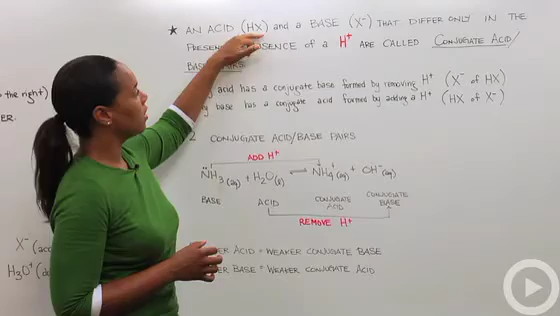 ★ AN ACID (HX) and a BASE (X⁻) THAT DIFFER ONLY IN THE
PRESENCE ABSENCE of a H⁺ ARE CALLED CONJUGATE ACID/
BASE PAIRS
o the right)
ER.
acid has a conjugate base formed by removing H⁺ (X⁻ of HX)
base has a conjugate acid formed by adding a H⁺ (HX of X⁻)
2 CONJUGATE ACID/BASE PAIRS
ADD H⁺
N̈H₃(aq) + H₂O(l) ⇌ NH₄⁺(aq) + OH⁻(aq)
BASE ACID CONJUGATE ACID CONJUGATE BASE
REMOVE H⁺
X⁻ (acc
H₃O⁺ (do
ER ACID = WEAKER CONJUGATE BASE
ER BASE = WEAKER CONJUGATE ACID